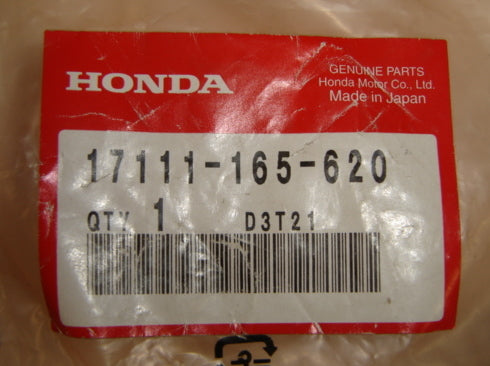 HONDA
GENUINE PARTS
Honda Motor Co., Ltd.
Made in Japan
17111-165-620
QTY 1 D3T21